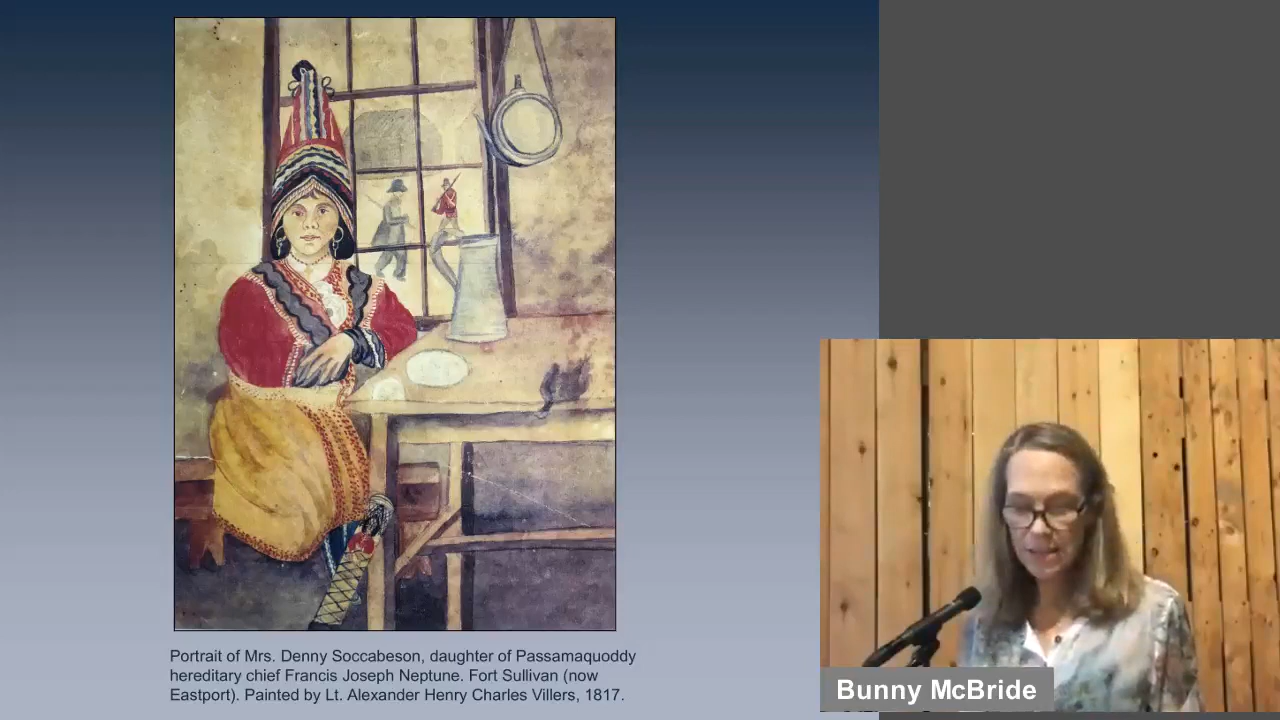 Portrait of Mrs. Denny Soccabeson, daughter of Passamaquoddy
hereditary chief Francis Joseph Neptune. Fort Sullivan (now
Eastport). Painted by Lt. Alexander Henry Charles Villers, 1817.
Bunny McBride